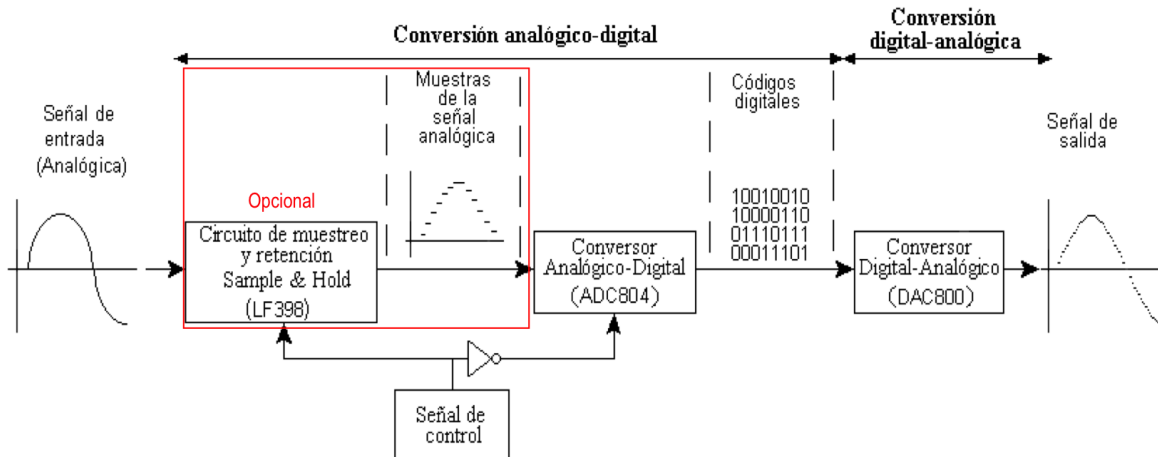 Conversión analógico-digital
Conversión
digital-analógica
Señal de
entrada
(Analógica)
Muestras
de la
señal
analógica
Códigos
digitales
Señal de
salida
Opcional
Circuito de muestreo
y retención
Sample & Hold
(LF398)
10010010
10000110
01110111
00011101
Conversor
Analógico-Digital
(ADC804)
Conversor
Digital-Analógico
(DAC800)
Señal de
control